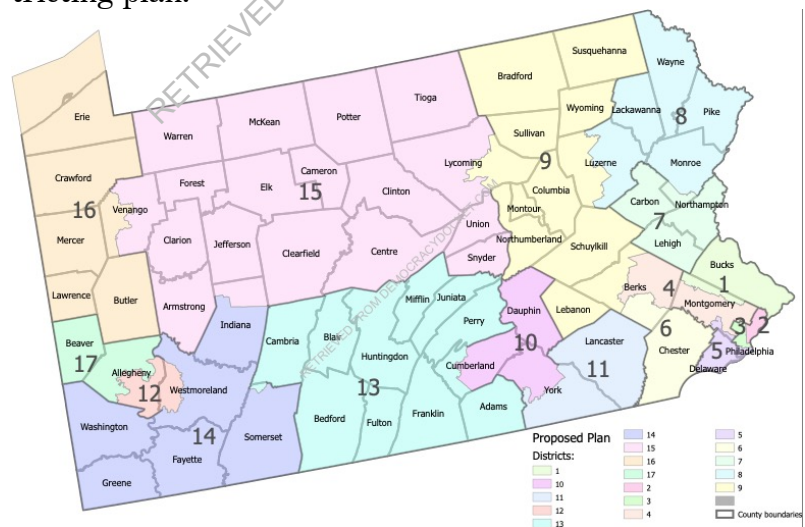 tricting plan.
RETRIEVED
Susquehanna
Bradford
Wayne
Tioga
Erie
McKean
Potter
Warren
Wyoming
Lackawanna
Pike
8
Sullivan
Crawford
Forest
Cameron
Lycoming
9
Luzerne
Monroe
16
Venango
Elk
15
Clinton
Columbia
Carbon
Northampton
Montour
7
Mercer
Clarion
Jefferson
Union
Northumberland
Lehigh
Clearfield
Centre
Snyder
Schuylkill
Bucks
Lawrence
Butler
Armstrong
Mifflin
Juniata
Berks
4
1
Montgomery
Indiana
Dauphin
Lebanon
Beaver
Cambria
Blair
Perry
6
3
2
17
Allegheny
Huntingdon
10
Lancaster
Chester
5
Philadelphia
12
Westmoreland
Cumberland
11
Delaware
13
York
Washington
14
Somerset
Bedford
Fulton
Franklin
Adams
Fayette
Greene
RETRIEVED FROM DEMOCRACYDOCKET.COM
Proposed Plan
Districts:
1
10
11
12
13
14
15
16
17
2
3
4
5
6
7
8
9
County boundaries